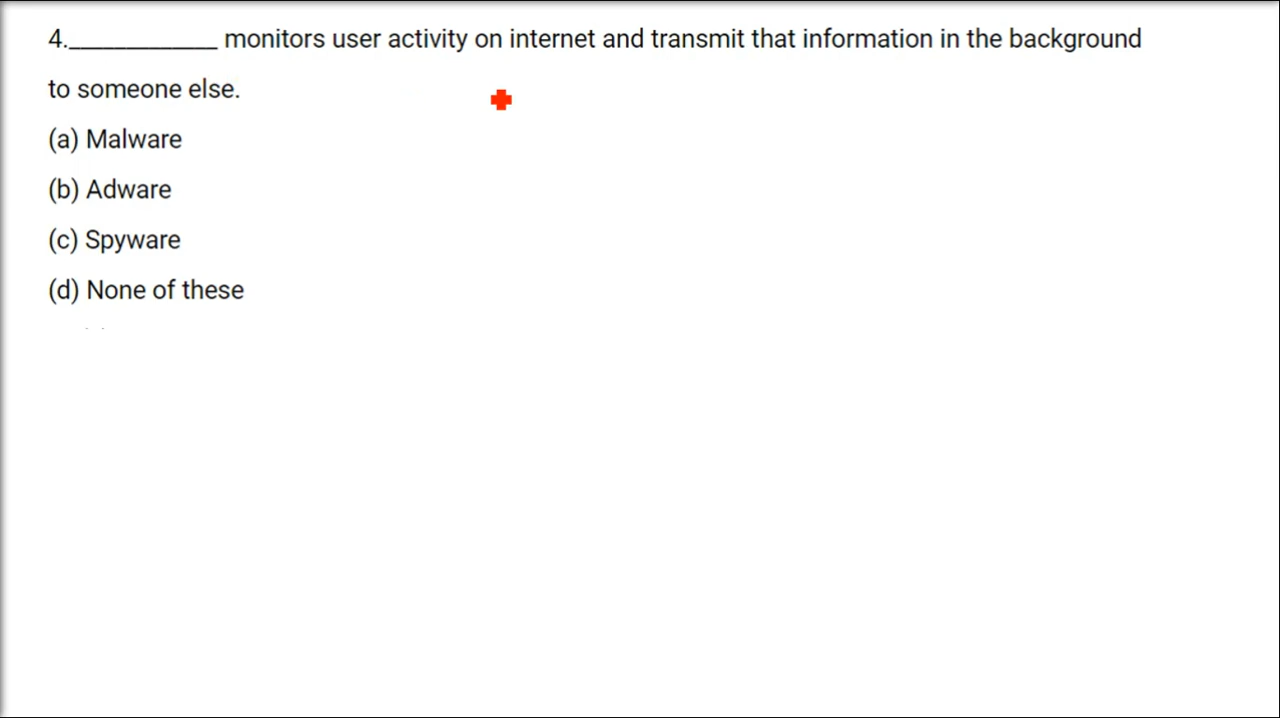 4._____________ monitors user activity on internet and transmit that information in the background
to someone else.
(a) Malware
(b) Adware
(c) Spyware
(d) None of these